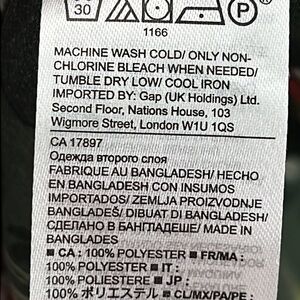 30
P
1166
MACHINE WASH COLD/ ONLY NON-
CHLORINE BLEACH WHEN NEEDED/
TUMBLE DRY LOW/ COOL IRON
IMPORTED BY: Gap (UK Holdings) Ltd.
Second Floor, Nations House, 103
Wigmore Street, London W1U 1QS
CA 17897
Одежда второго слоя
FABRIQUE AU BANGLADESH/ HECHO
EN BANGLADESH CON INSUMOS
IMPORTADOS/ ZEMLJA PROIZVODNJE
BANGLADEŠ/ DIBUAT DI BANGLADESH/
СДЕЛАНО В БАНГЛАДЕШ/ MADE IN
BANGLADES
■ CA : 100% POLYESTER ■ FR/MA :
100% POLYESTER ■ IT :
100% POLIESTERE ■ JP :
100% ポリエステル ■ CL/MX/PA/PE :